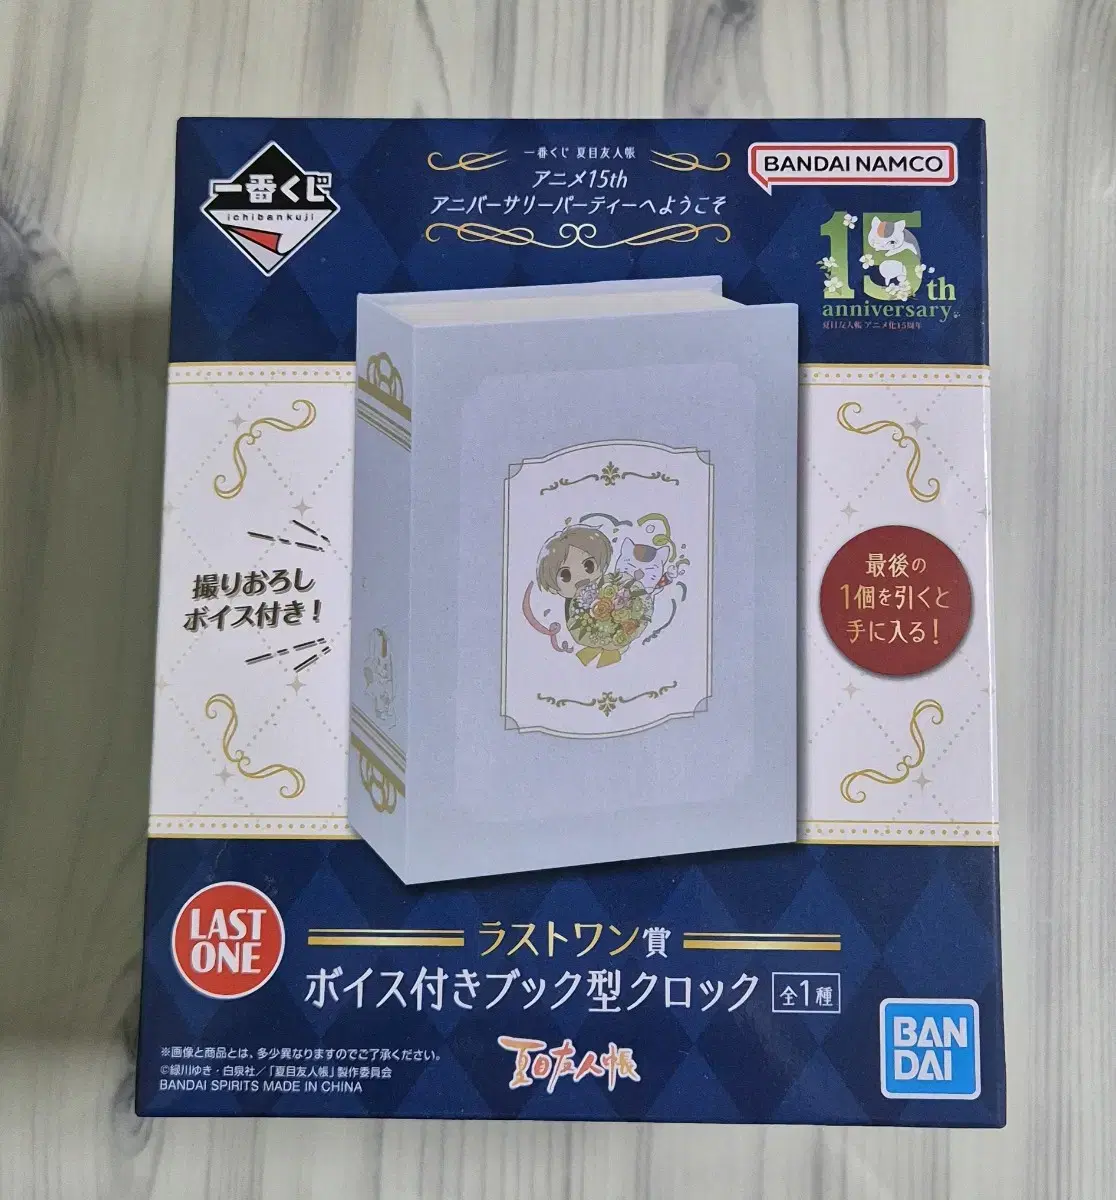 一番くじ
ichibankuji
一番くじ 夏目友人帳
アニメ15th
アニバーサリーパーティーへようこそ
BANDAI NAMCO
15th
anniversary
夏目友人帳 アニメ化15周年
撮りおろし
ボイス付き!
最後の
1個を引くと
手に入る!
LAST
ONE
ラストワン賞
ボイス付きブック型クロック 全1種
※画像と商品とは、多少異なりますのでご了承ください。
©緑川ゆき・白泉社/「夏目友人帳」製作委員会
BANDAI SPIRITS MADE IN CHINA
夏目友人帳
BAN
DAI